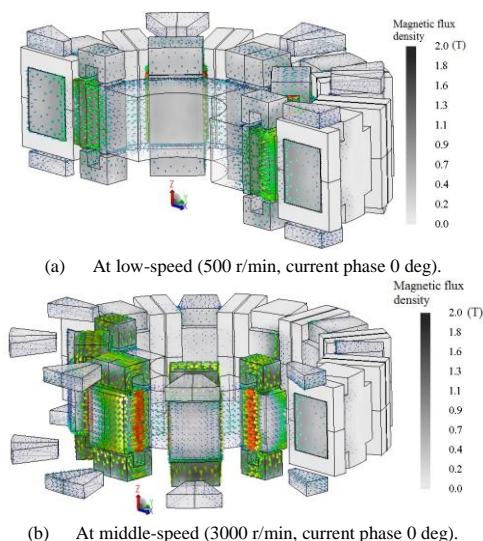 Magnetic flux
density
2.0 (T)
1.8
1.6
1.3
1.1
0.9
0.7
0.4
0.2
0.0
Z
(a) At low-speed (500 r/min, current phase 0 deg).
Magnetic flux
density
2.0 (T)
1.8
1.6
1.3
1.1
0.9
0.7
0.4
0.2
0.0
Z
(b) At middle-speed (3000 r/min, current phase 0 deg).